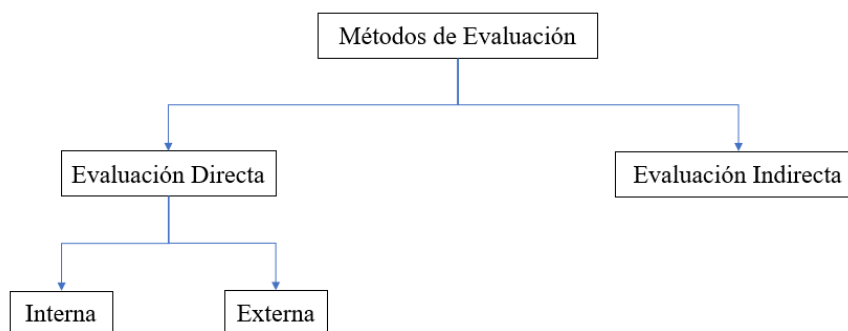 Métodos de Evaluación
Evaluación Directa
Evaluación Indirecta
Interna
Externa